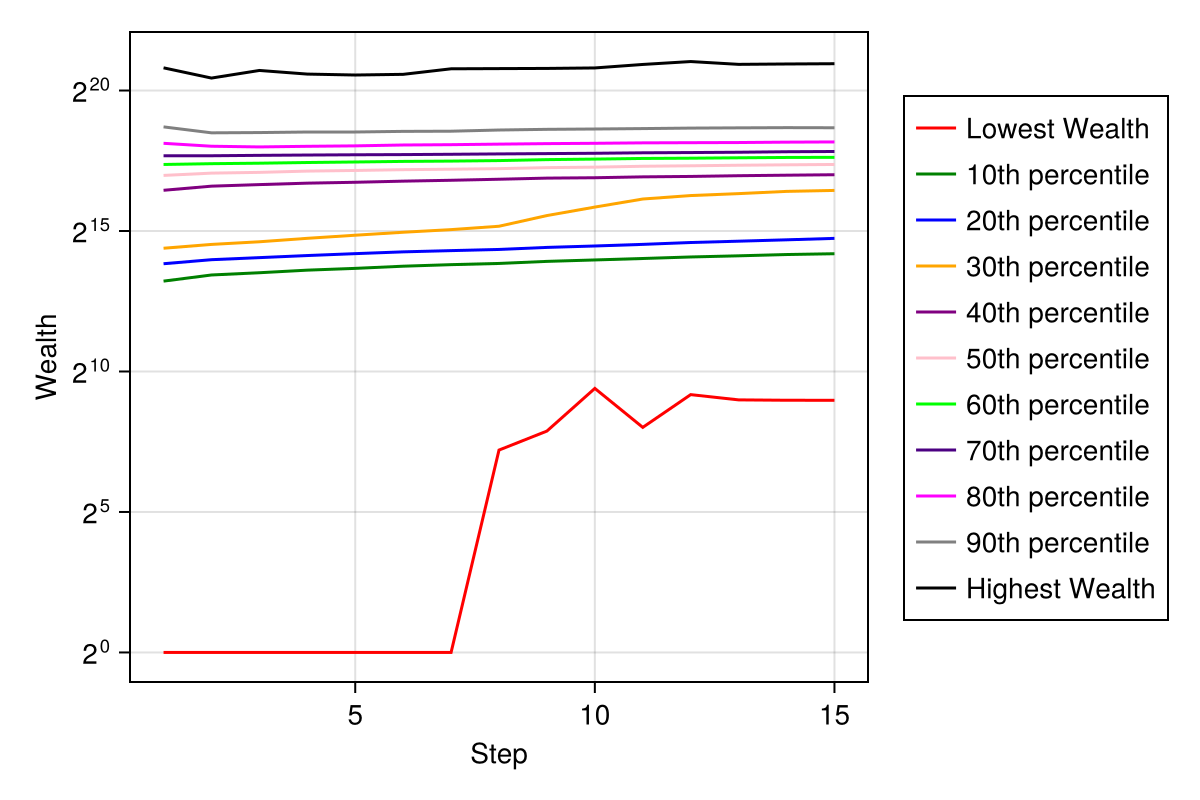 2^20
2^15
2^10
2^5
2^0
Wealth
5 10 15
Step
Lowest Wealth
10th percentile
20th percentile
30th percentile
40th percentile
50th percentile
60th percentile
70th percentile
80th percentile
90th percentile
Highest Wealth